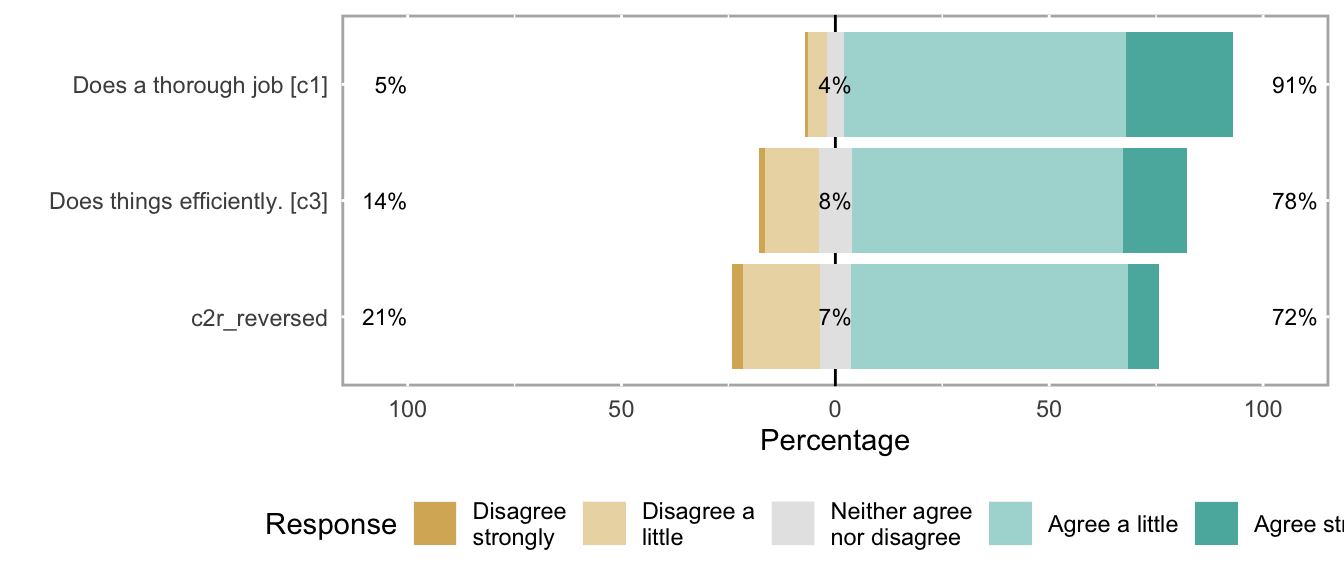 Does a thorough job [c1] 5% 4% 91%
Does things efficiently. [c3] 14% 8% 78%
c2r_reversed 21% 7% 72%
100 50 0 50 100
Percentage
Response
Disagree
strongly
Disagree a
little
Neither agree
nor disagree
Agree a little
Agree